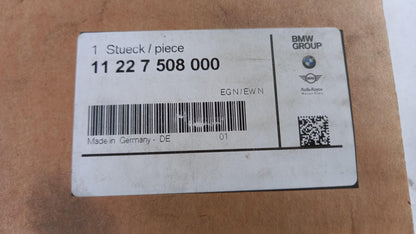 1 Stueck / piece
11 22 7 508 000
EGN/EWN
Made in Germany - DE 01
BMW
GROUP